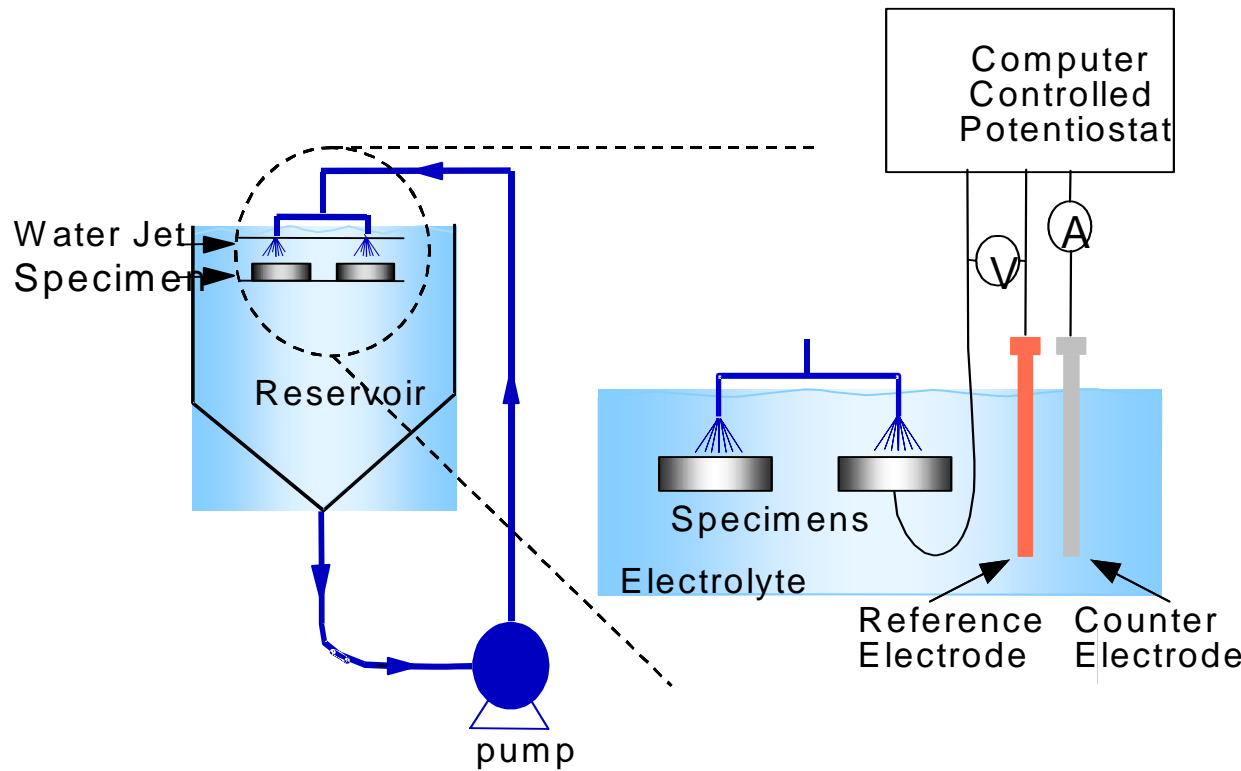 Computer
Controlled
Potentiostat
Water Jet
Specimen
A
V
Reservoir
Specimens
Electrolyte
Reference
Electrode
Counter
Electrode
pump